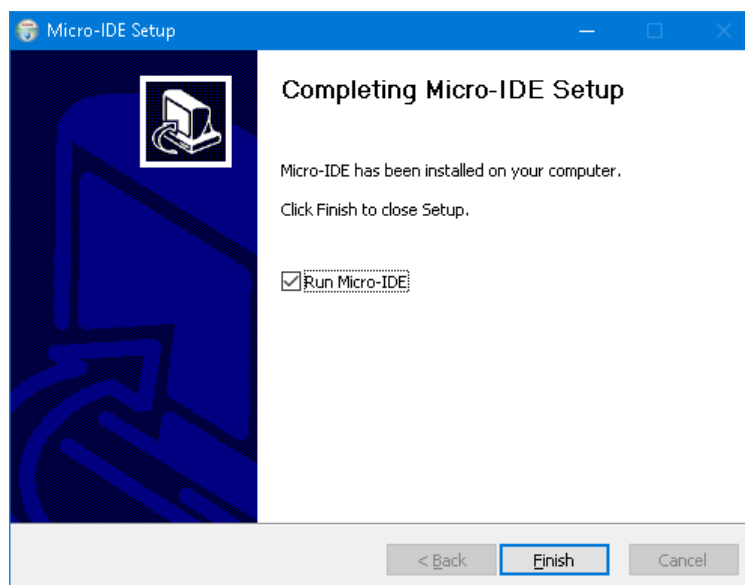 Micro-IDE Setup
Completing Micro-IDE Setup
Micro-IDE has been installed on your computer.
Click Finish to close Setup.
Run Micro-IDE
< Back Finish Cancel